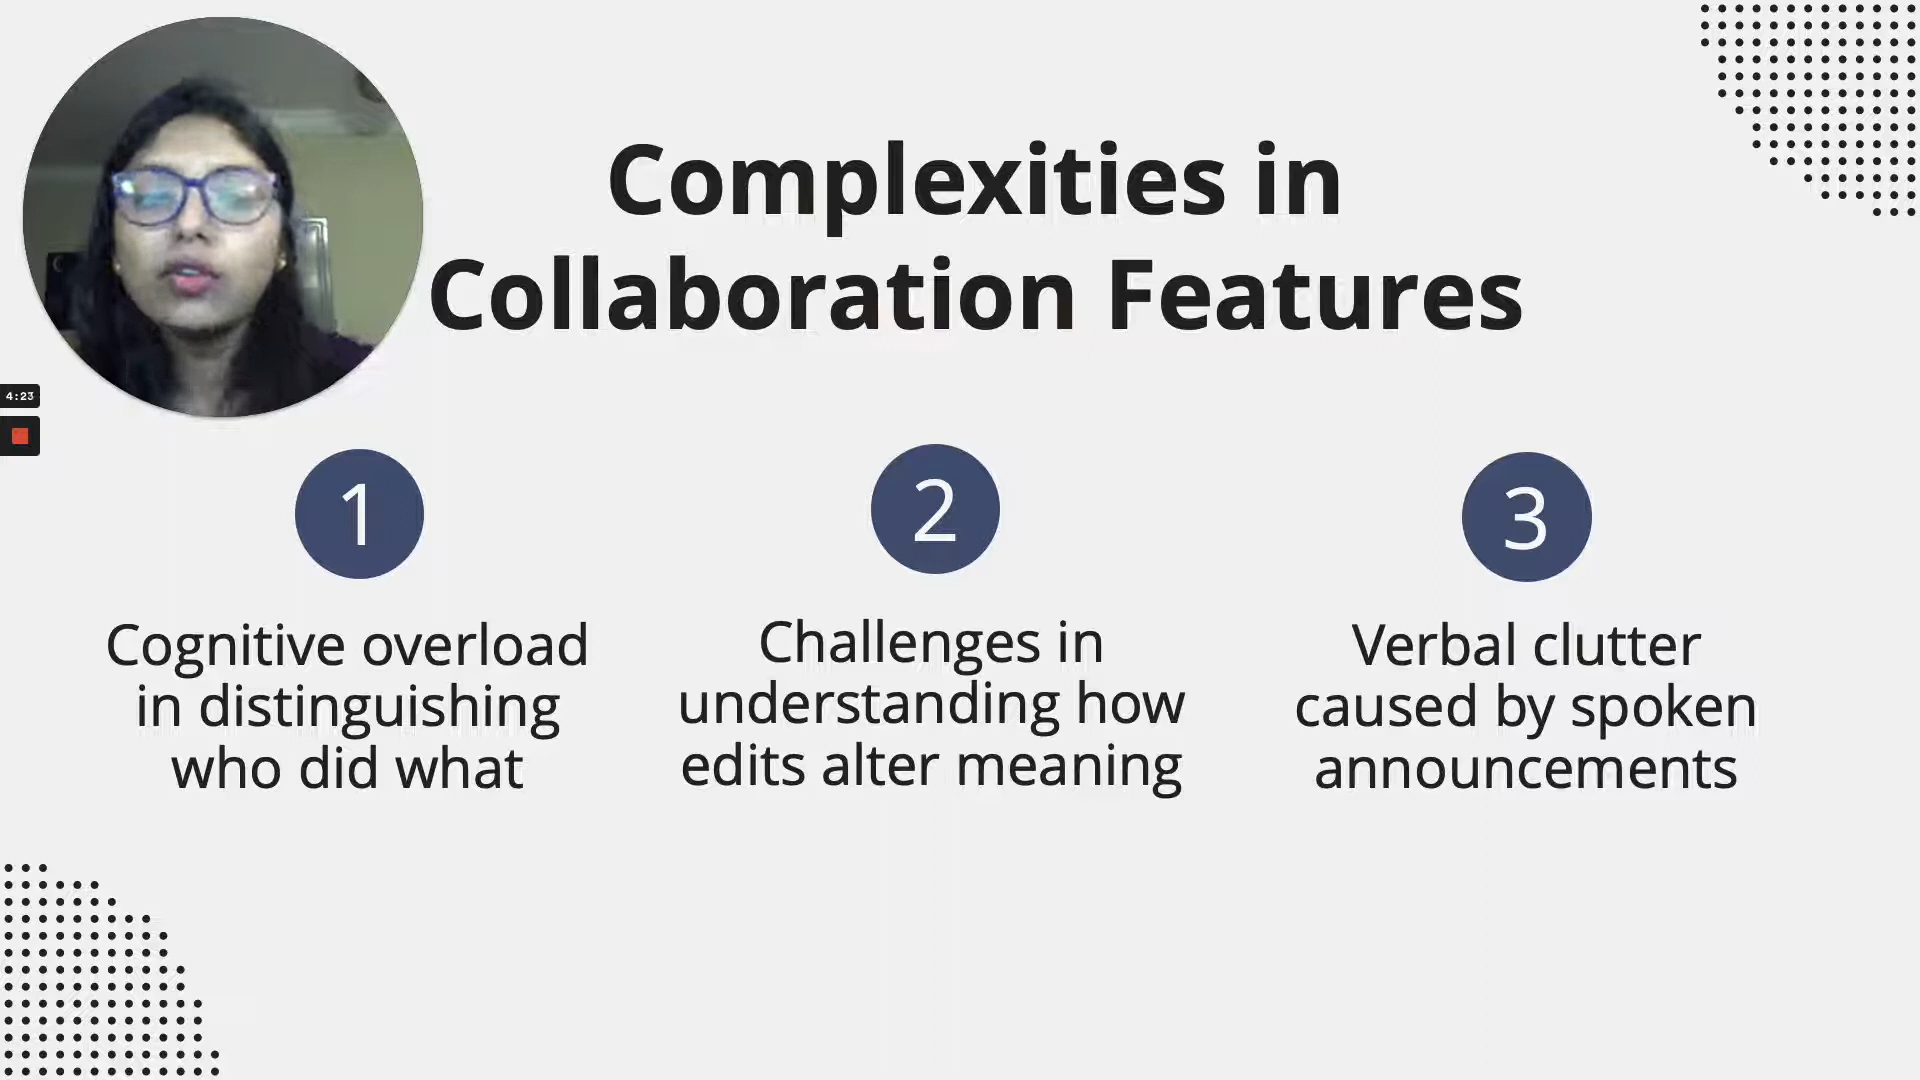 Complexities in
Collaboration Features
4:23
1
Cognitive overload
in distinguishing
who did what
2
Challenges in
understanding how
edits alter meaning
3
Verbal clutter
caused by spoken
announcements